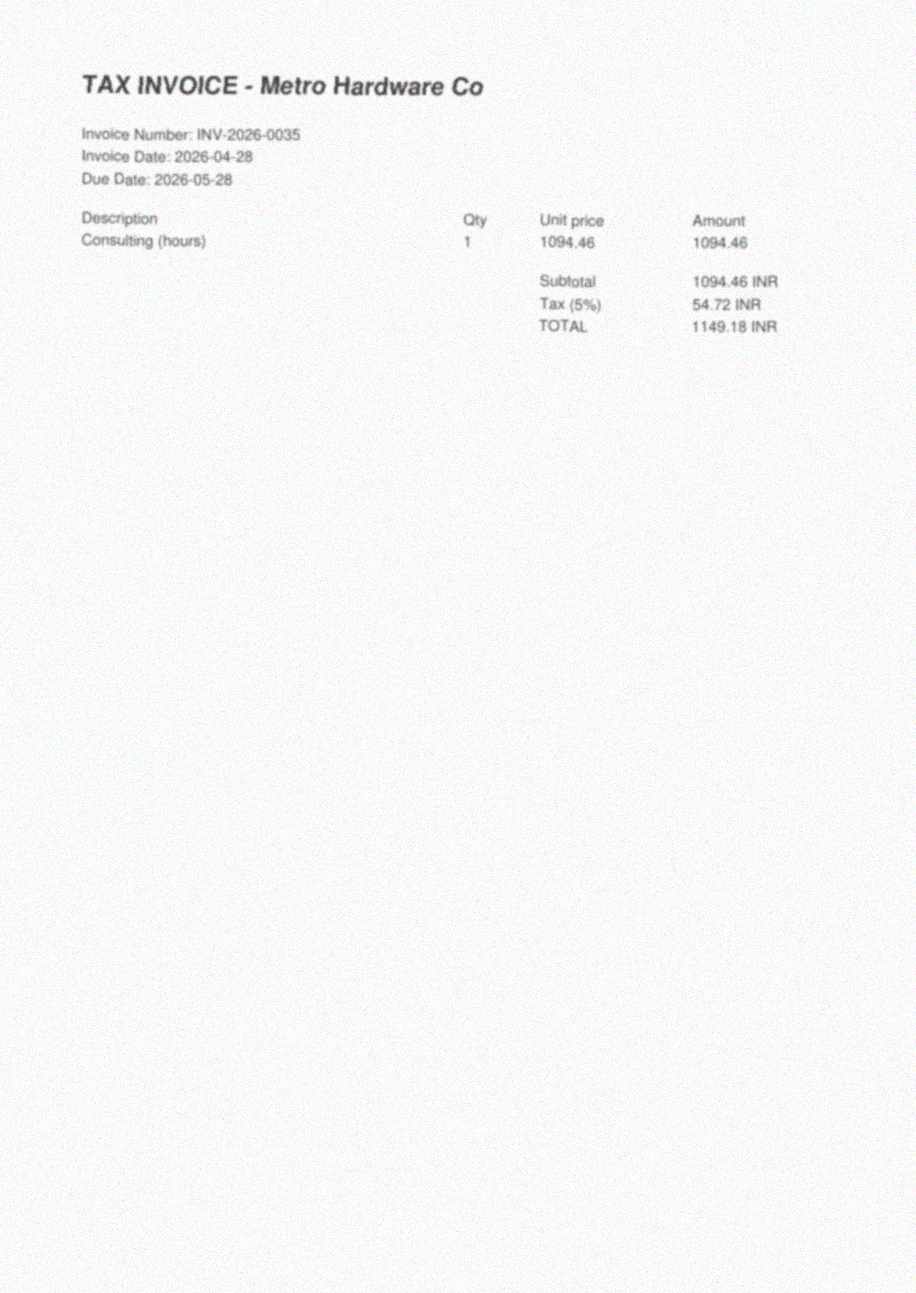 TAX INVOICE - Metro Hardware Co
Invoice Number: INV-2026-0035
Invoice Date: 2026-04-28
Due Date: 2026-05-28
Description Qty Unit price Amount
Consulting (hours) 1 1094.46 1094.46
Subtotal 1094.46 INR
Tax (5%) 54.72 INR
TOTAL 1149.18 INR